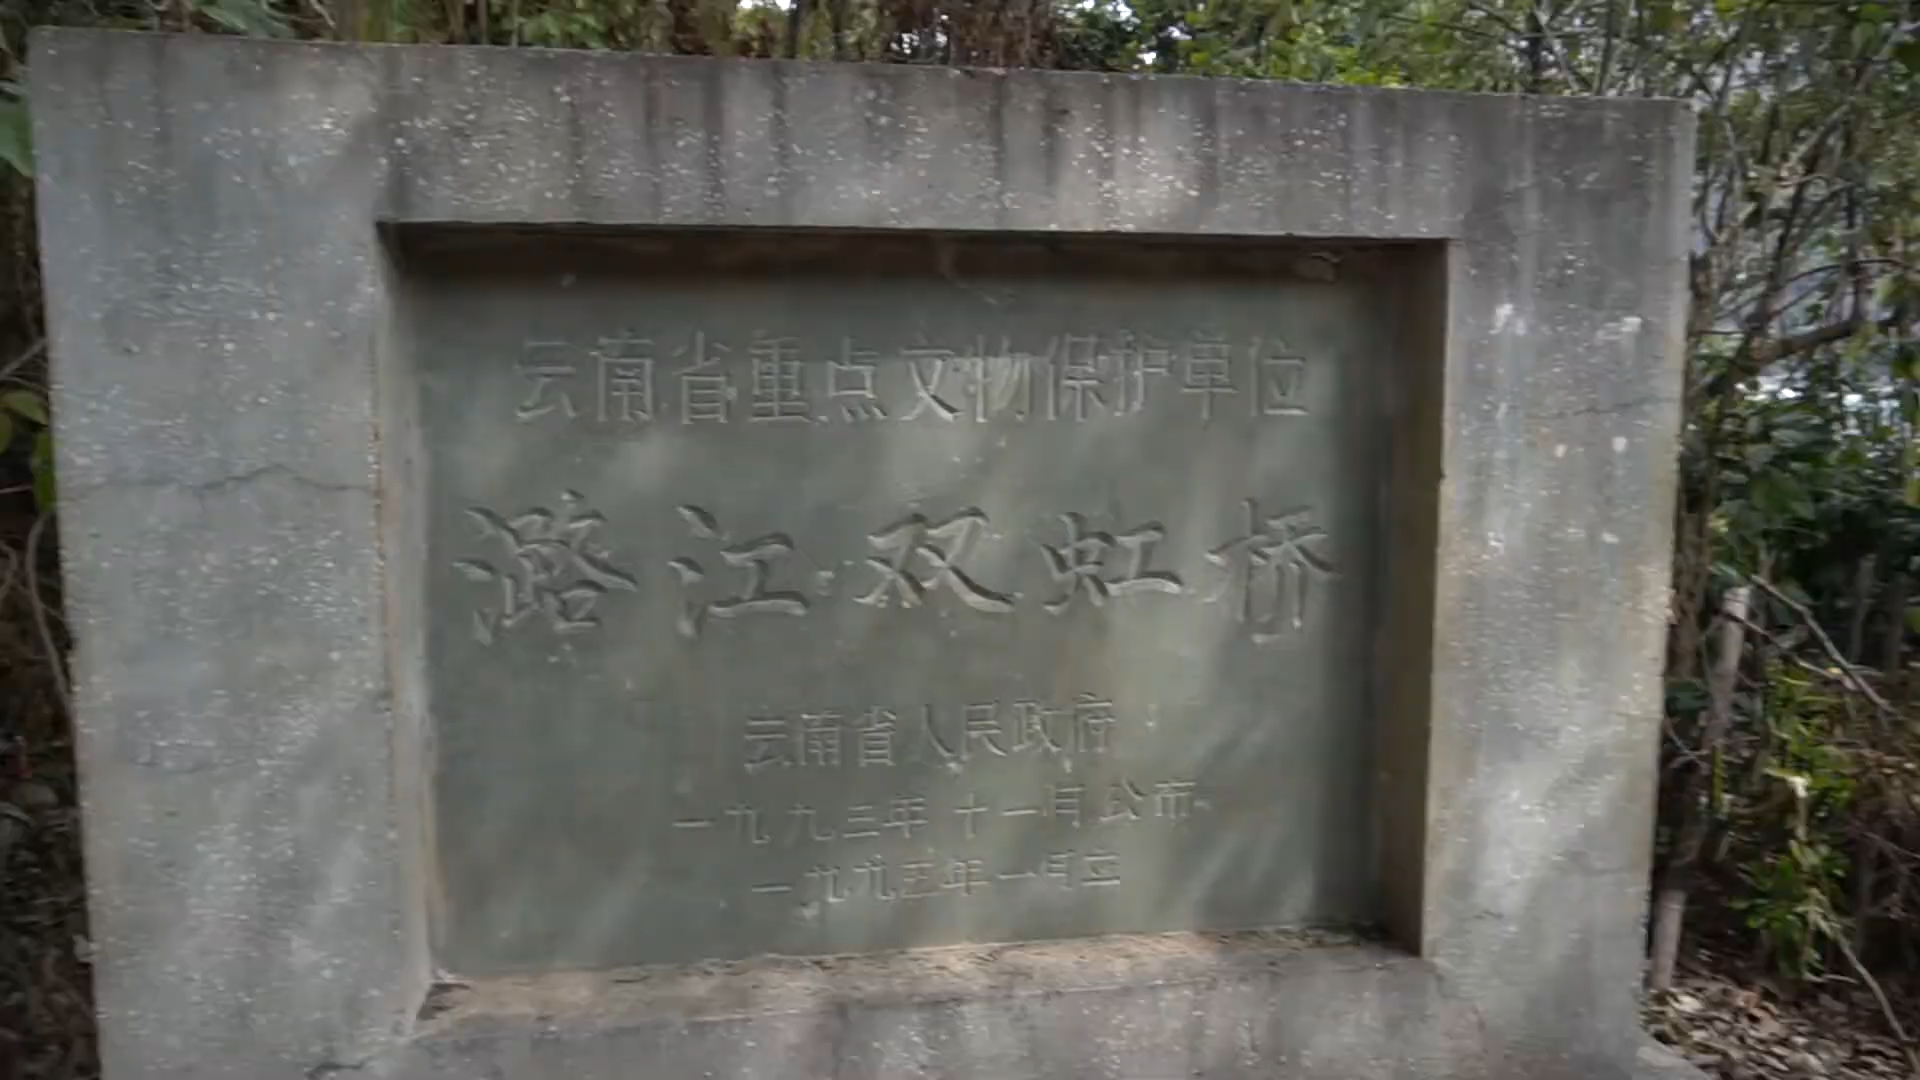 云南省重点文物保护单位
潞江双虹桥
云南省人民政府
一九九三年十一月公布
一九九五年一月立